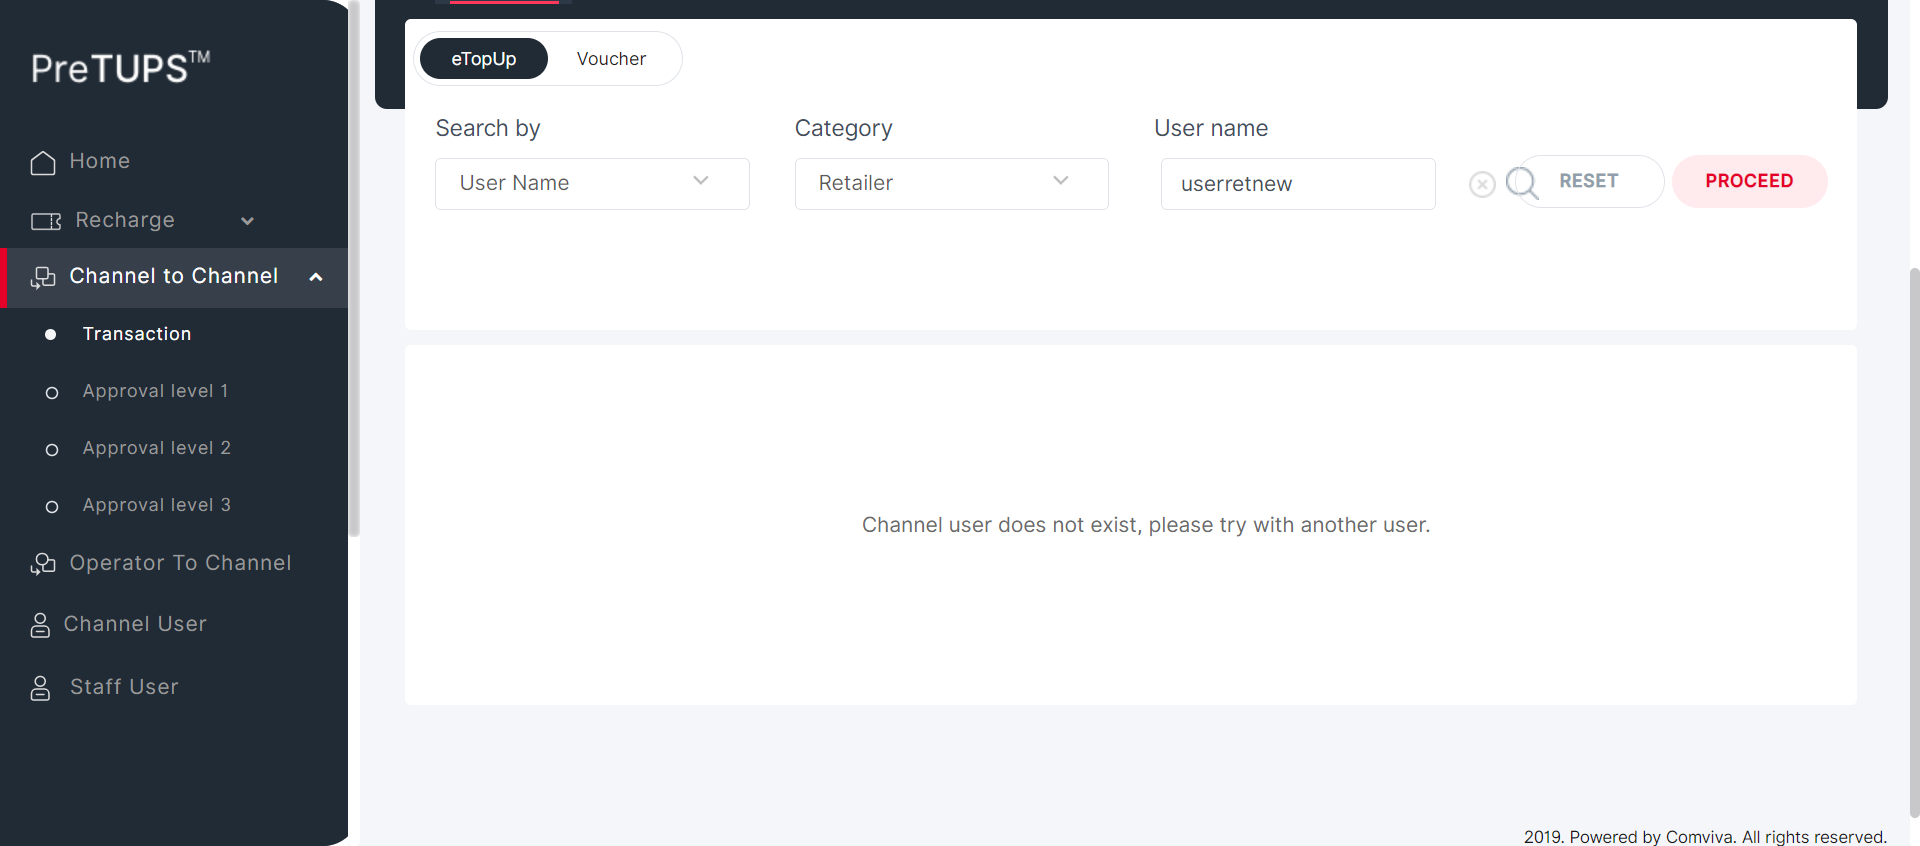 PreTUPS™
Home
Recharge
Channel to Channel
Transaction
Approval level 1
Approval level 2
Approval level 3
Operator To Channel
Channel User
Staff User
eTopUp Voucher
Search by Category User name
User Name Retailer userretnew RESET PROCEED
Channel user does not exist, please try with another user.
2019. Powered by Comviva. All rights reserved.